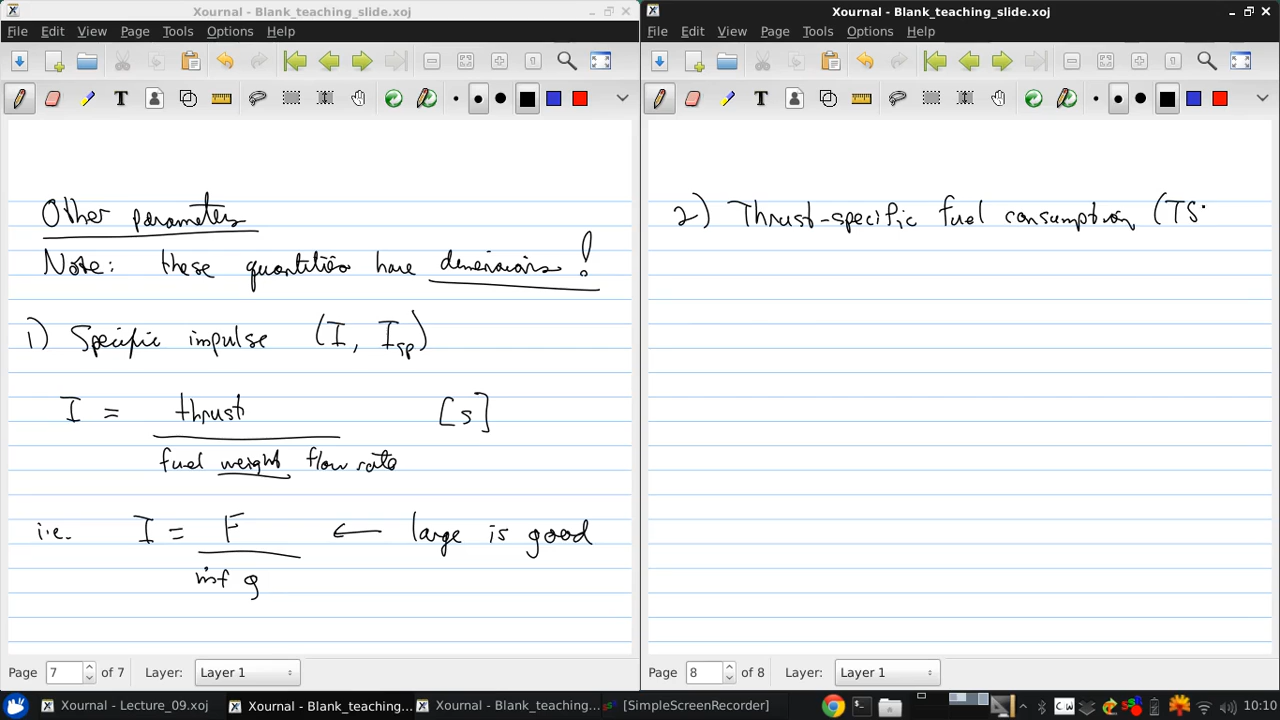 Xournal - Blank_teaching_slide.xoj
File Edit View Page Tools Options Help
Other parameters
Note: these quantities have dimensions!
1) Specific impulse (I, Isp)
I = thrust [s]
fuel weight flow rate
i.e. I = F ← large is good
ṁf g
Page 7 of 7 Layer: Layer 1
Xournal - Blank_teaching_slide.xoj
File Edit View Page Tools Options Help
2) Thrust-specific fuel consumption (TS
Page 8 of 8 Layer: Layer 1
Xournal - Lecture_09.xoj
Xournal - Blank_teaching...
Xournal - Blank_teaching...
[SimpleScreenRecorder]
10:10